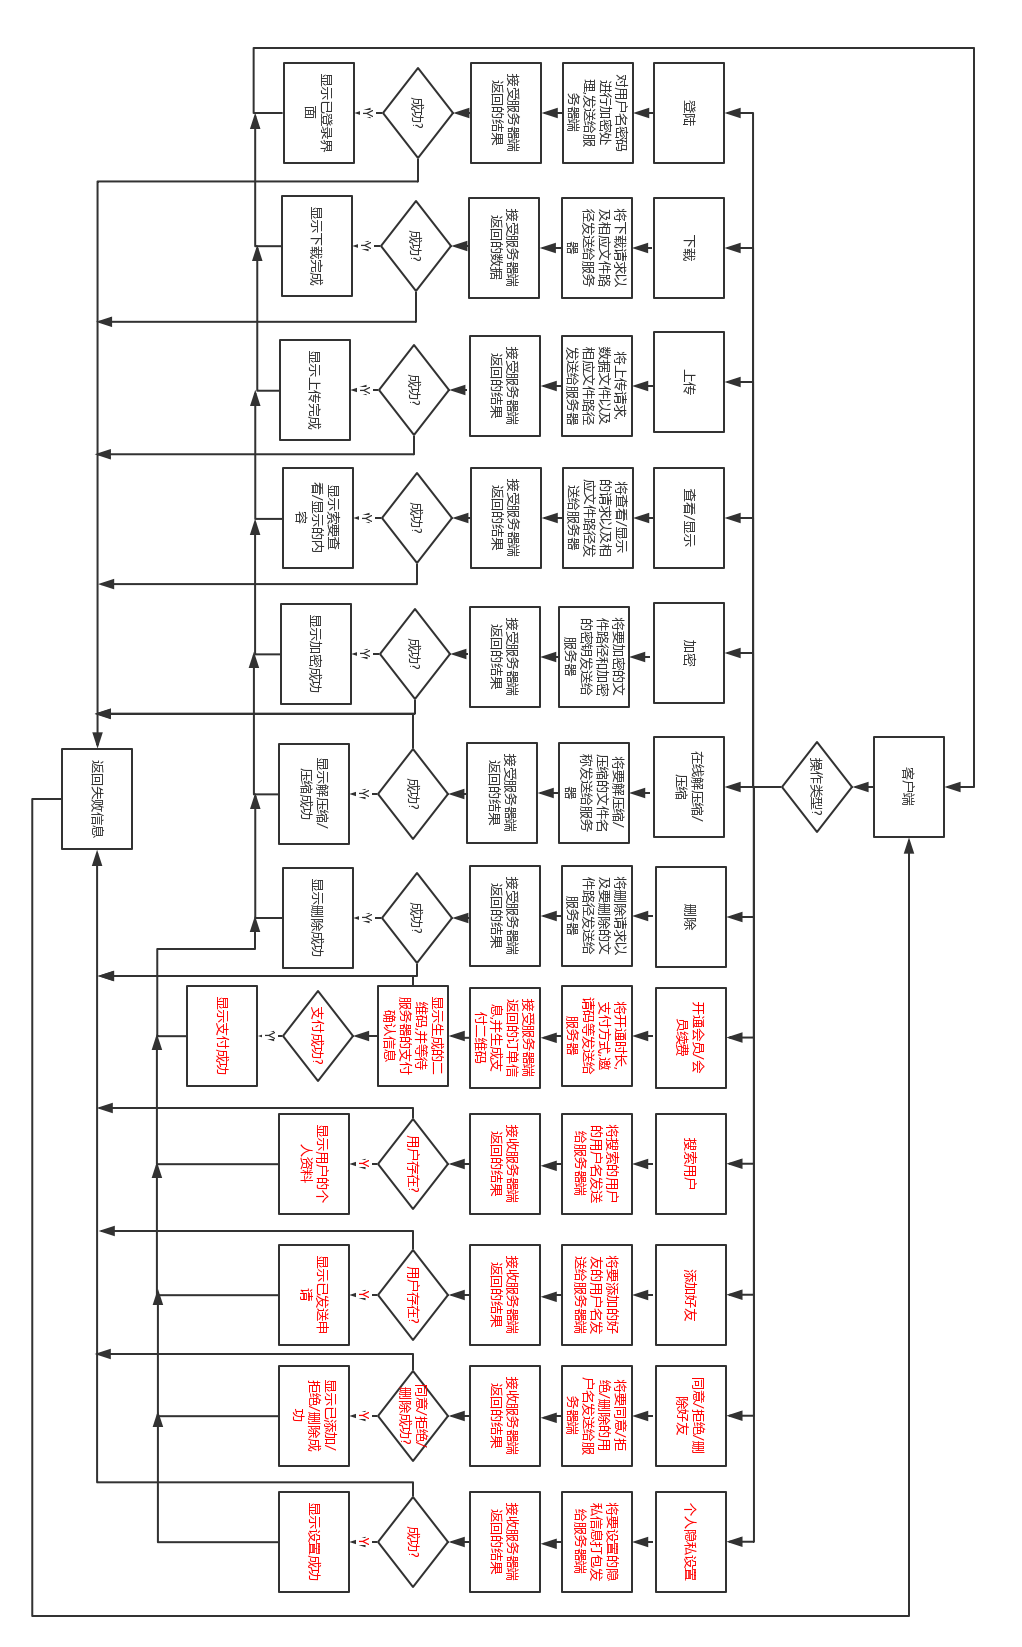 客户端
操作类型?
登陆
对用户名密码
进行加密处
理,发送给服
务器端
接受服务器端
返回的结果
成功?
Y
显示已登录界
面
下载
将下载请求以
及相应文件路
径发送给服务
器
接受服务器端
返回的数据
成功?
Y
显示下载完成
上传
将上传请求,
数据文件以及
相应文件路径
发送给服务器
接受服务器端
返回的结果
成功?
Y
显示上传完成
查看/显示
将查看/显示
的请求以及相
应文件路径发
送给服务器
接受服务器端
返回的结果
成功?
Y
显示索要查
看/显示的内
容
加密
将要加密的文
件路径和加密
的密钥发送给
服务器
接受服务器端
返回的结果
成功?
Y
显示加密成功
在线解压缩/
压缩
将要解压缩/
压缩的文件名
称发送给服务
器
接受服务器端
返回的结果
成功?
Y
显示解压缩/
压缩成功
删除
将删除请求以
及要删除的文
件路径发送给
服务器
接受服务器端
返回的结果
成功?
Y
显示删除成功
开通会员/会
员续费
将开通时长,
支付方式,邀
请码等发送给
服务器
接受服务器端
返回的订单信
息,并生成支
付二维码
显示生成的二
维码,并等待
服务器的支付
确认信息
支付成功?
Y
显示支付成功
搜索用户
将搜索的用户
的用户名发送
给服务器端
接收服务器端
返回的结果
用户存在?
Y
显示用户的个
人资料
添加好友
将要添加的好
友的用户名发
送给服务器端
接收服务器端
返回的结果
用户存在?
Y
显示已发送申
请
同意/拒绝/删
除好友
将要同意/拒
绝/删除的用
户名发送给服
务器端
接收服务器端
返回的结果
同意/拒绝/
删除成功?
Y
显示已添加/
拒绝/删除成
功
个人隐私设置
将要设置的隐
私信息打包发
给服务器端
接收服务器端
返回的结果
成功?
Y
显示设置成功
返回失败信息